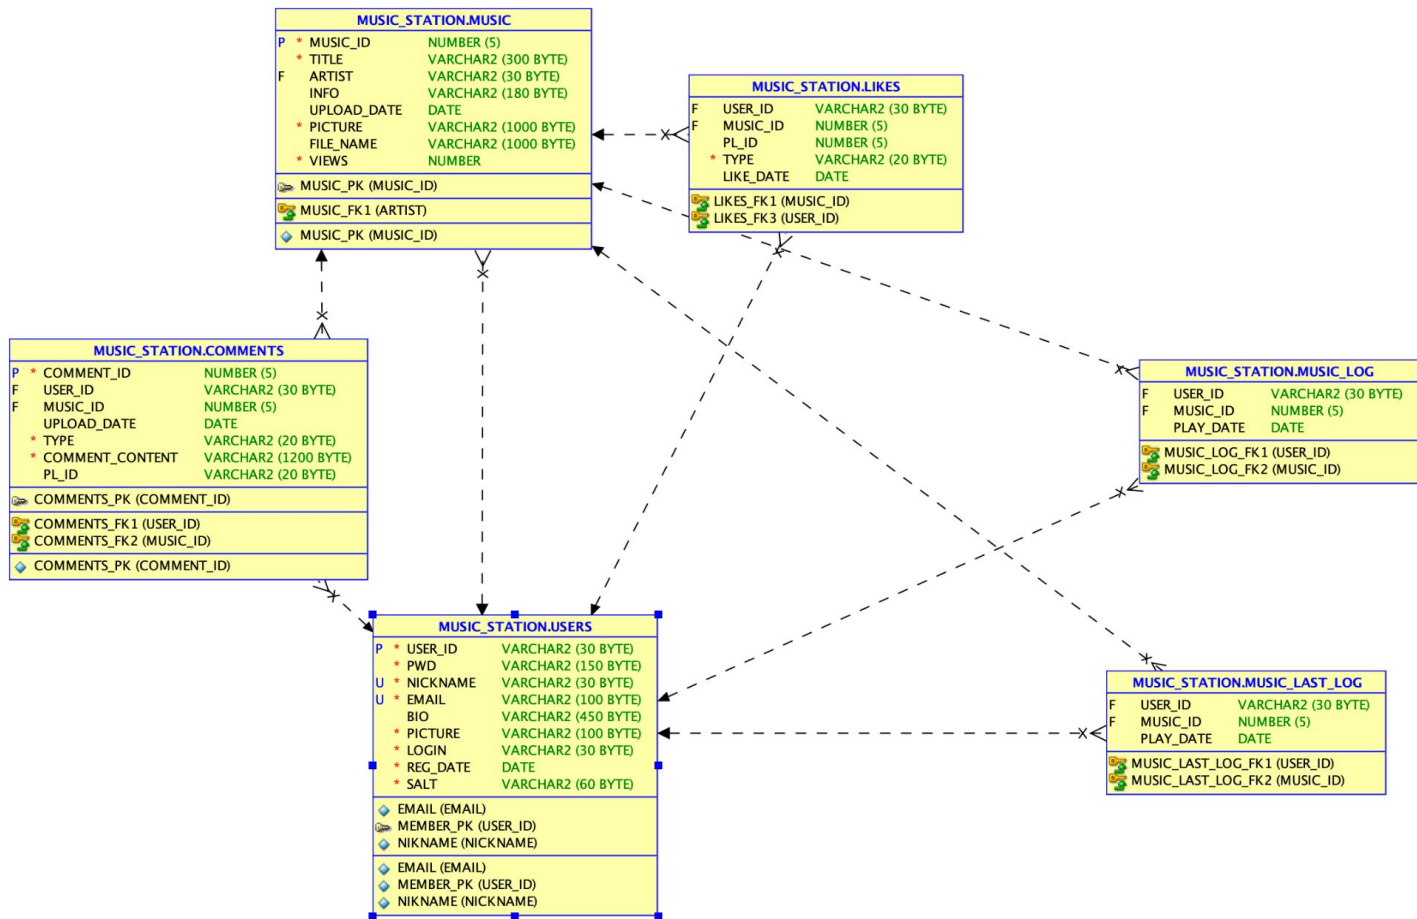 MUSIC_STATION.MUSIC
P * MUSIC_ID NUMBER (5)
* TITLE VARCHAR2 (300 BYTE)
F ARTIST VARCHAR2 (30 BYTE)
INFO VARCHAR2 (180 BYTE)
UPLOAD_DATE DATE
* PICTURE VARCHAR2 (1000 BYTE)
FILE_NAME VARCHAR2 (1000 BYTE)
* VIEWS NUMBER
MUSIC_PK (MUSIC_ID)
MUSIC_FK1 (ARTIST)
MUSIC_PK (MUSIC_ID)
MUSIC_STATION.LIKES
F USER_ID VARCHAR2 (30 BYTE)
F MUSIC_ID NUMBER (5)
PL_ID NUMBER (5)
* TYPE VARCHAR2 (20 BYTE)
LIKE_DATE DATE
LIKES_FK1 (MUSIC_ID)
LIKES_FK3 (USER_ID)
MUSIC_STATION.COMMENTS
P * COMMENT_ID NUMBER (5)
F USER_ID VARCHAR2 (30 BYTE)
F MUSIC_ID NUMBER (5)
UPLOAD_DATE DATE
* TYPE VARCHAR2 (20 BYTE)
* COMMENT_CONTENT VARCHAR2 (1200 BYTE)
PL_ID VARCHAR2 (20 BYTE)
COMMENTS_PK (COMMENT_ID)
COMMENTS_FK1 (USER_ID)
COMMENTS_FK2 (MUSIC_ID)
COMMENTS_PK (COMMENT_ID)
MUSIC_STATION.MUSIC_LOG
F USER_ID VARCHAR2 (30 BYTE)
F MUSIC_ID NUMBER (5)
PLAY_DATE DATE
MUSIC_LOG_FK1 (USER_ID)
MUSIC_LOG_FK2 (MUSIC_ID)
MUSIC_STATION.USERS
P * USER_ID VARCHAR2 (30 BYTE)
* PWD VARCHAR2 (150 BYTE)
U * NICKNAME VARCHAR2 (30 BYTE)
U * EMAIL VARCHAR2 (100 BYTE)
BIO VARCHAR2 (450 BYTE)
* PICTURE VARCHAR2 (100 BYTE)
* LOGIN VARCHAR2 (30 BYTE)
* REG_DATE DATE
* SALT VARCHAR2 (60 BYTE)
EMAIL (EMAIL)
MEMBER_PK (USER_ID)
NIKNAME (NICKNAME)
EMAIL (EMAIL)
MEMBER_PK (USER_ID)
NIKNAME (NICKNAME)
MUSIC_STATION.MUSIC_LAST_LOG
F USER_ID VARCHAR2 (30 BYTE)
F MUSIC_ID NUMBER (5)
PLAY_DATE DATE
MUSIC_LAST_LOG_FK1 (USER_ID)
MUSIC_LAST_LOG_FK2 (MUSIC_ID)